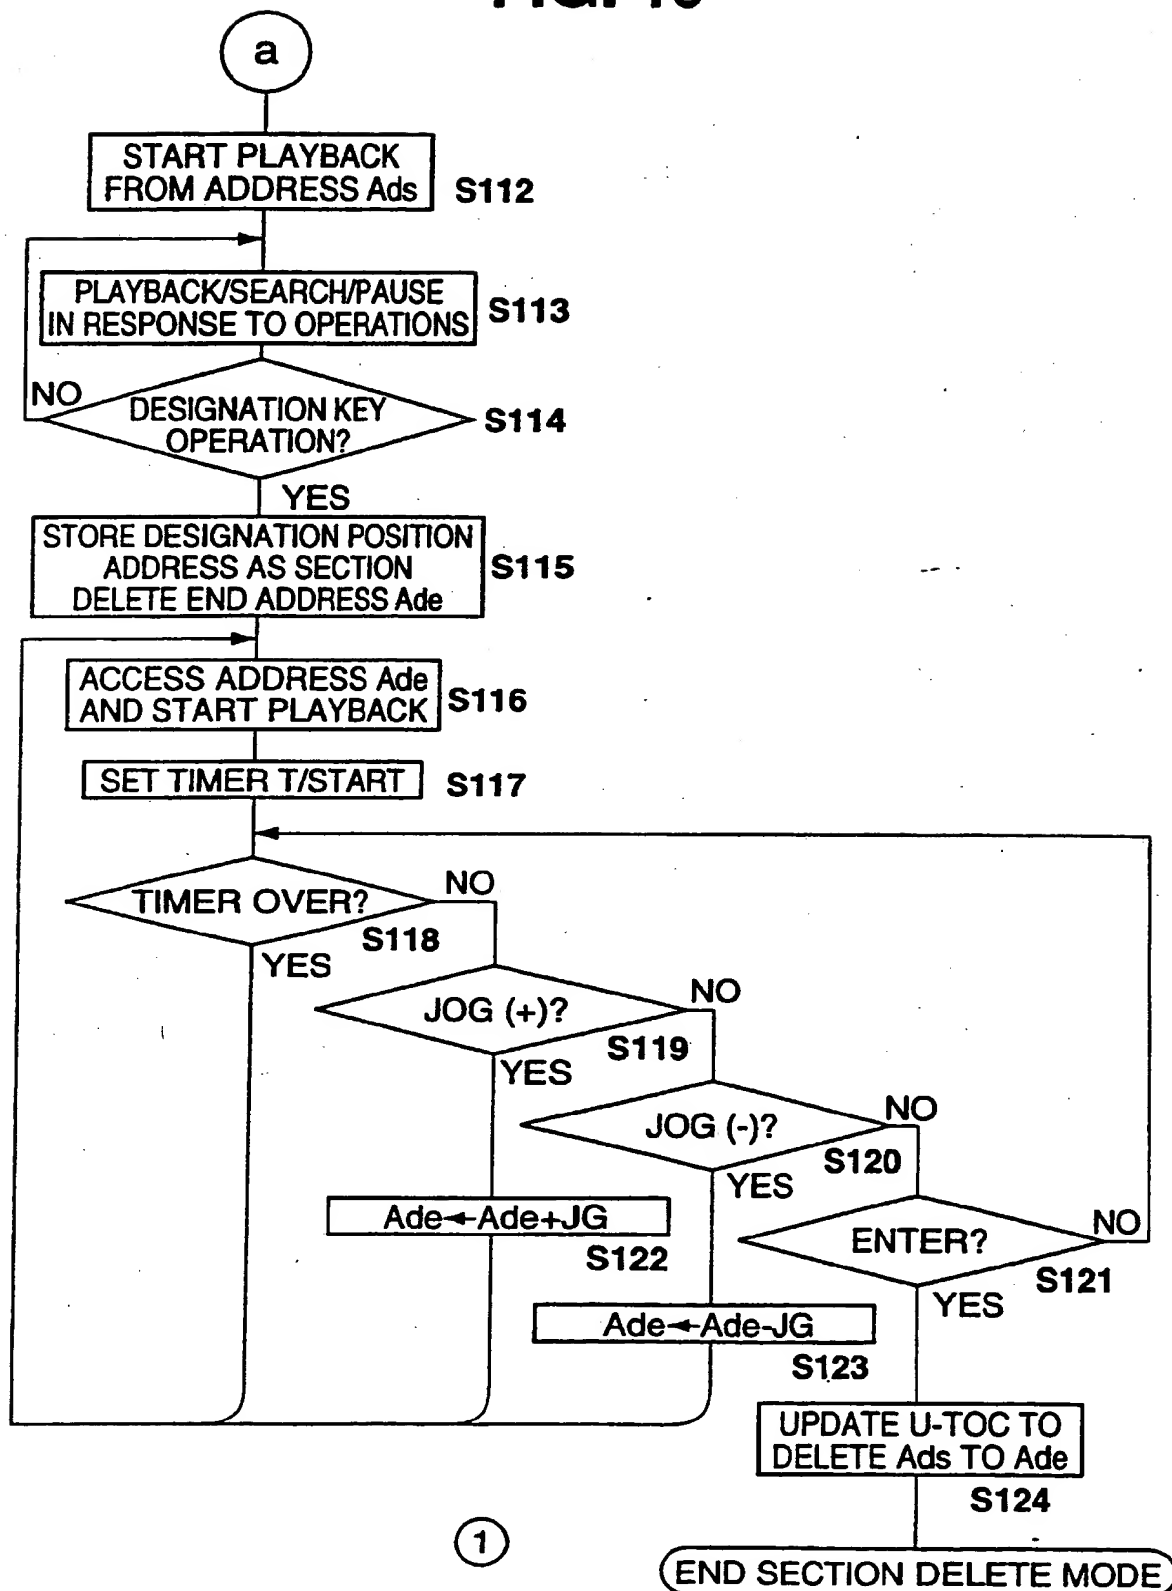 a
START PLAYBACK
FROM ADDRESS Ads
S112
PLAYBACK/SEARCH/PAUSE
IN RESPONSE TO OPERATIONS
S113
NO
DESIGNATION KEY
OPERATION?
S114
YES
STORE DESIGNATION POSITION
ADDRESS AS SECTION
DELETE END ADDRESS Ade
S115
ACCESS ADDRESS Ade
AND START PLAYBACK
S116
SET TIMER T/START
S117
TIMER OVER?
NO
S118
YES
JOG (+)?
NO
S119
YES
JOG (-)?
NO
S120
YES
Ade←Ade+JG
S122
ENTER?
NO
S121
YES
Ade←Ade-JG
S123
UPDATE U-TOC TO
DELETE Ads TO Ade
S124
1
END SECTION DELETE MODE